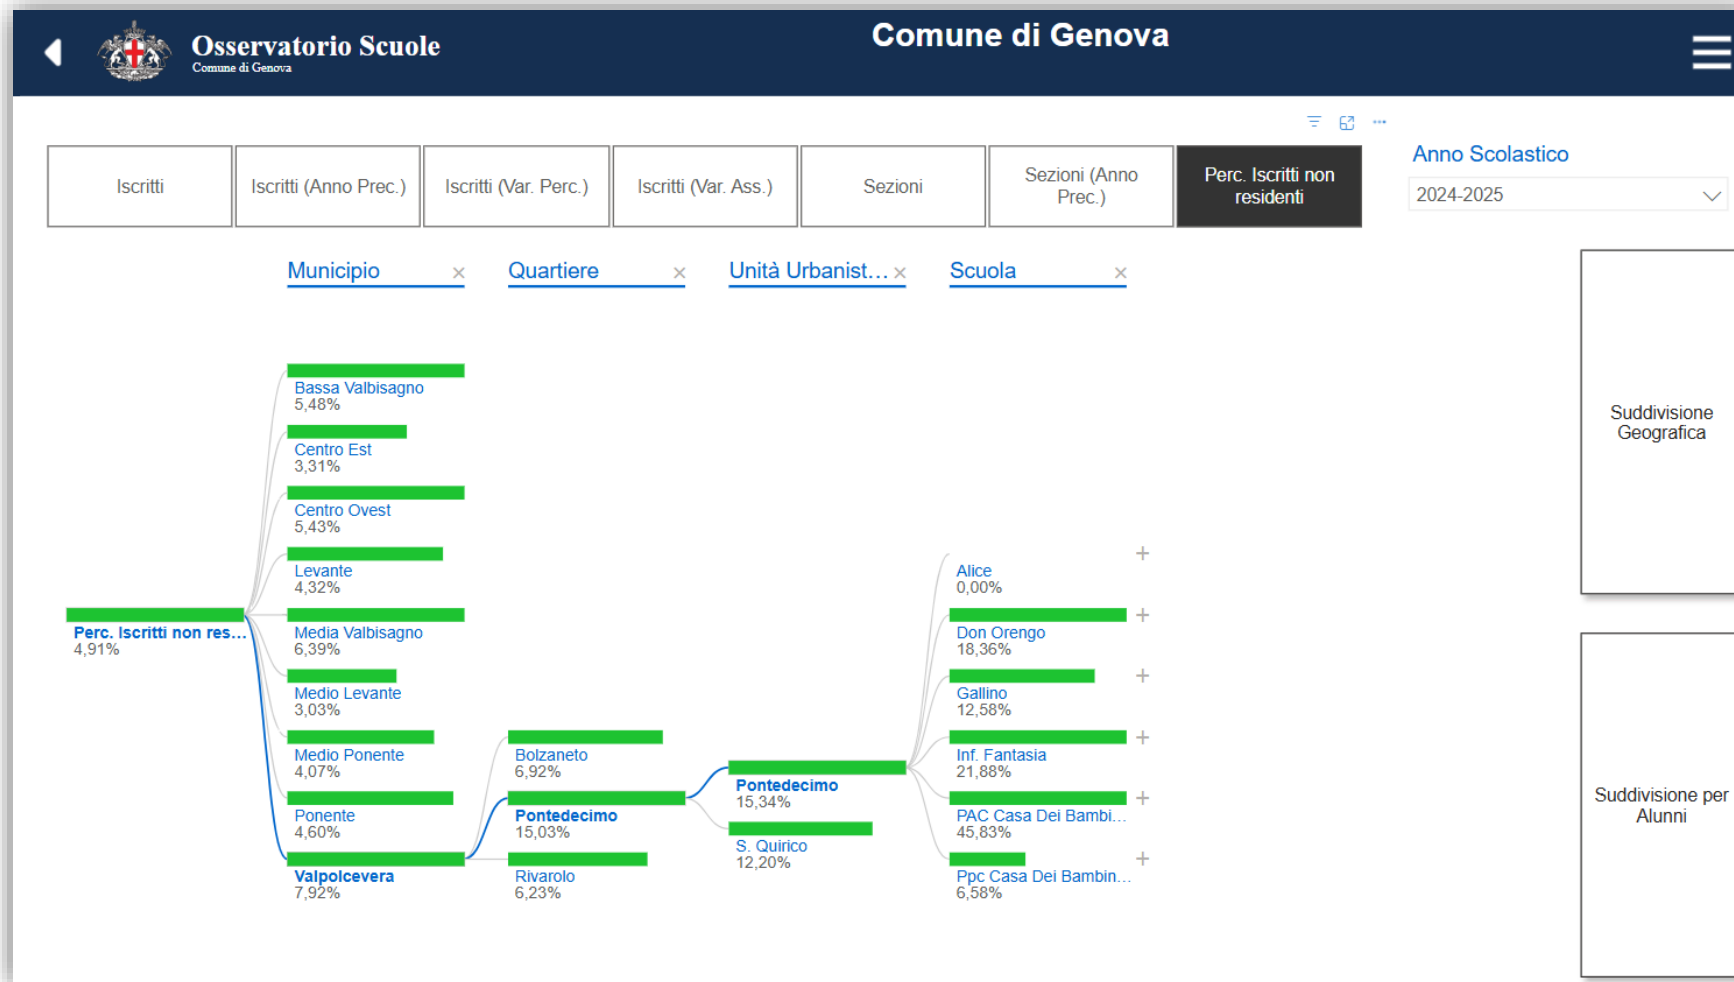 Osservatorio Scuole
Comune di Genova
Comune di Genova
Iscritti
Iscritti (Anno Prec.)
Iscritti (Var. Perc.)
Iscritti (Var. Ass.)
Sezioni
Sezioni (Anno
Prec.)
Perc. Iscritti non
residenti
Anno Scolastico
2024-2025
Municipio
Quartiere
Unità Urbanist...
Scuola
Perc. Iscritti non res...
4,91%
Bassa Valbisagno
5,48%
Centro Est
3,31%
Centro Ovest
5,43%
Levante
4,32%
Media Valbisagno
6,39%
Medio Levante
3,03%
Medio Ponente
4,07%
Ponente
4,60%
Valpolcevera
7,92%
Bolzaneto
6,92%
Pontedecimo
15,03%
Rivarolo
6,23%
Pontedecimo
15,34%
S. Quirico
12,20%
Alice
0,00%
Don Orengo
18,36%
Gallino
12,58%
Inf. Fantasia
21,88%
PAC Casa Dei Bambi...
45,83%
Ppc Casa Dei Bambin...
6,58%
Suddivisione
Geografica
Suddivisione per
Alunni